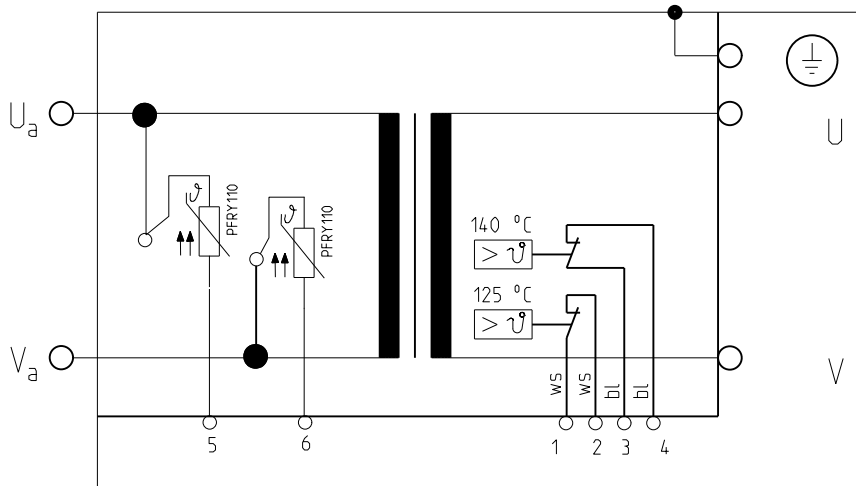 Ua
U
PFRY110
PFRY110
ϑ
ϑ
140 °C
> ϑ
125 °C
> ϑ
Va
V
ws
ws
bl
bl
5
6
1
2
3
4